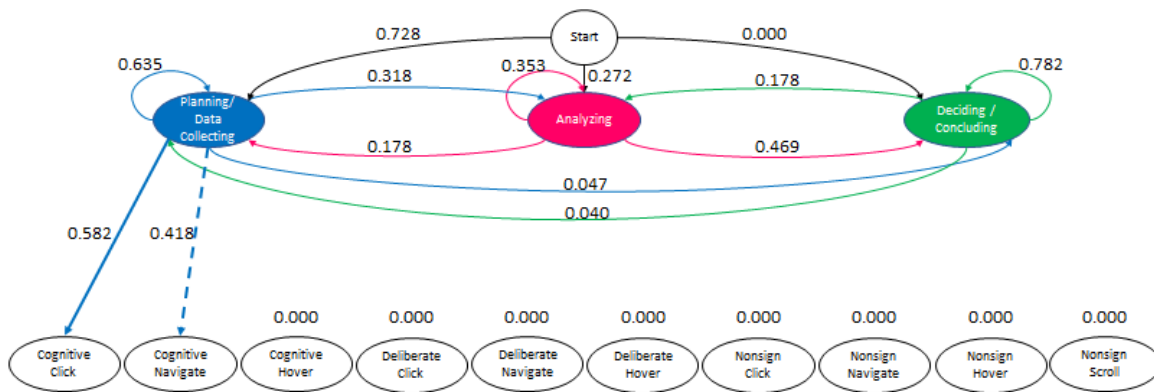 Start
0.728
0.000
0.635
0.318
0.353
0.272
0.178
0.782
Planning/
Data
Collecting
Analyzing
Deciding /
Concluding
0.178
0.469
0.047
0.040
0.582
0.418
0.000
0.000
0.000
0.000
0.000
0.000
0.000
0.000
Cognitive
Click
Cognitive
Navigate
Cognitive
Hover
Deliberate
Click
Deliberate
Navigate
Deliberate
Hover
Nonsign
Click
Nonsign
Navigate
Nonsign
Hover
Nonsign
Scroll